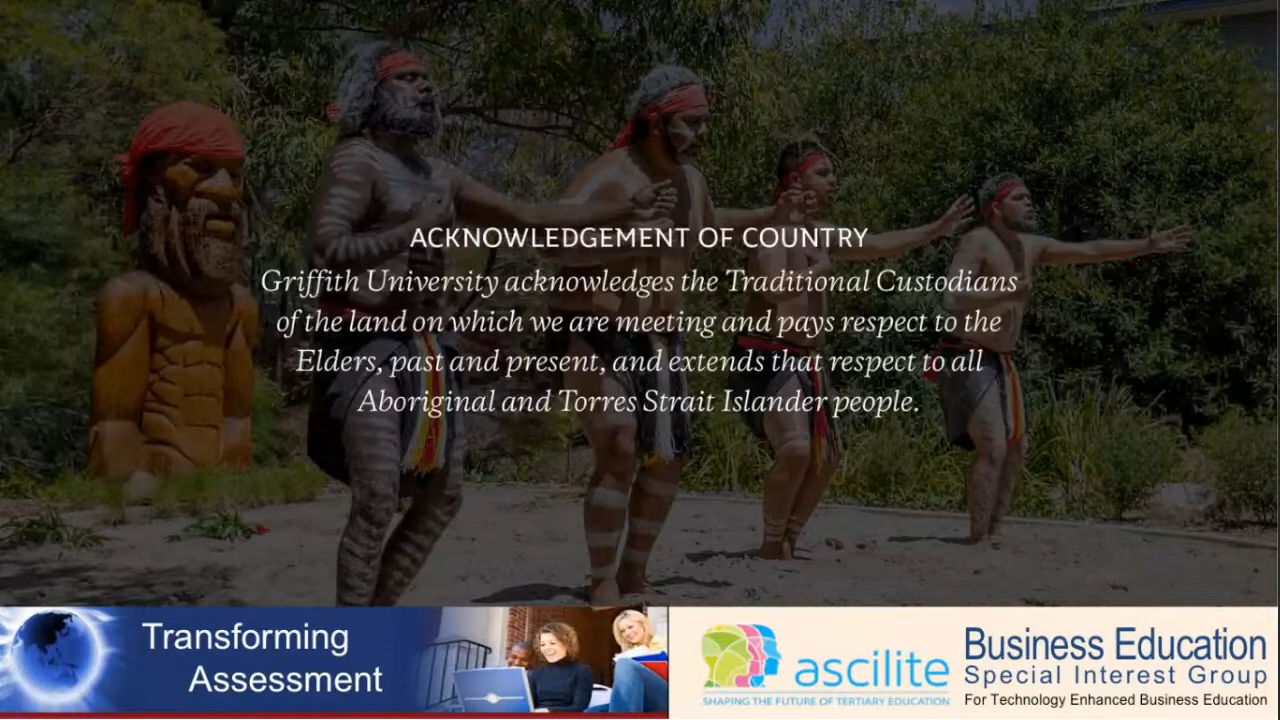 ACKNOWLEDGEMENT OF COUNTRY
Griffith University acknowledges the Traditional Custodians
of the land on which we are meeting and pays respect to the
Elders, past and present, and extends that respect to all
Aboriginal and Torres Strait Islander people.
Transforming
Assessment
ascilite
SHAPING THE FUTURE OF TERTIARY EDUCATION
Business Education
Special Interest Group
For Technology Enhanced Business Education